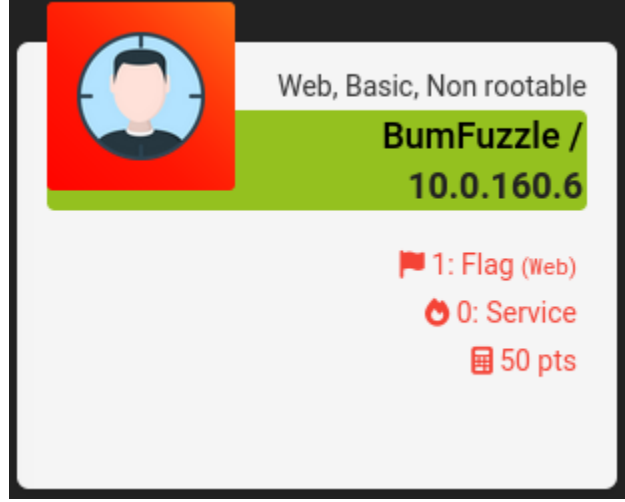 Web, Basic, Non rootable
BumFuzzle /
10.0.160.6
1: Flag (Web)
0: Service
50 pts